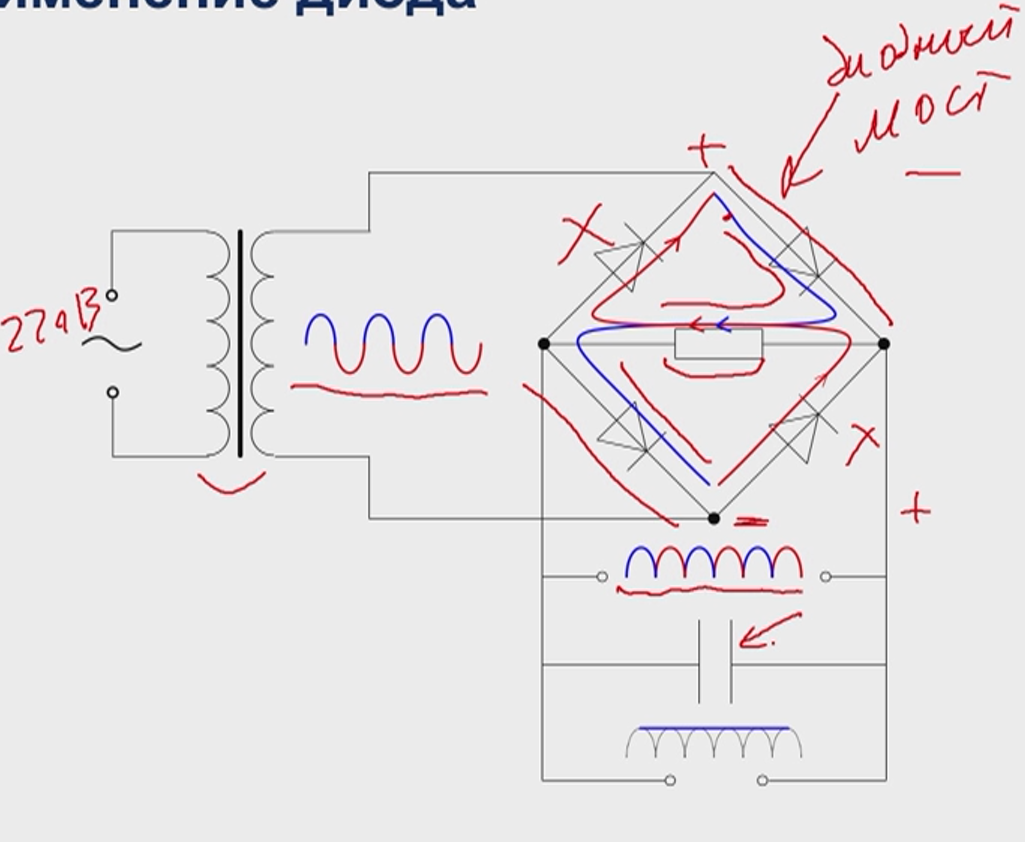 именение диода
диодный
мост
220В
+
+